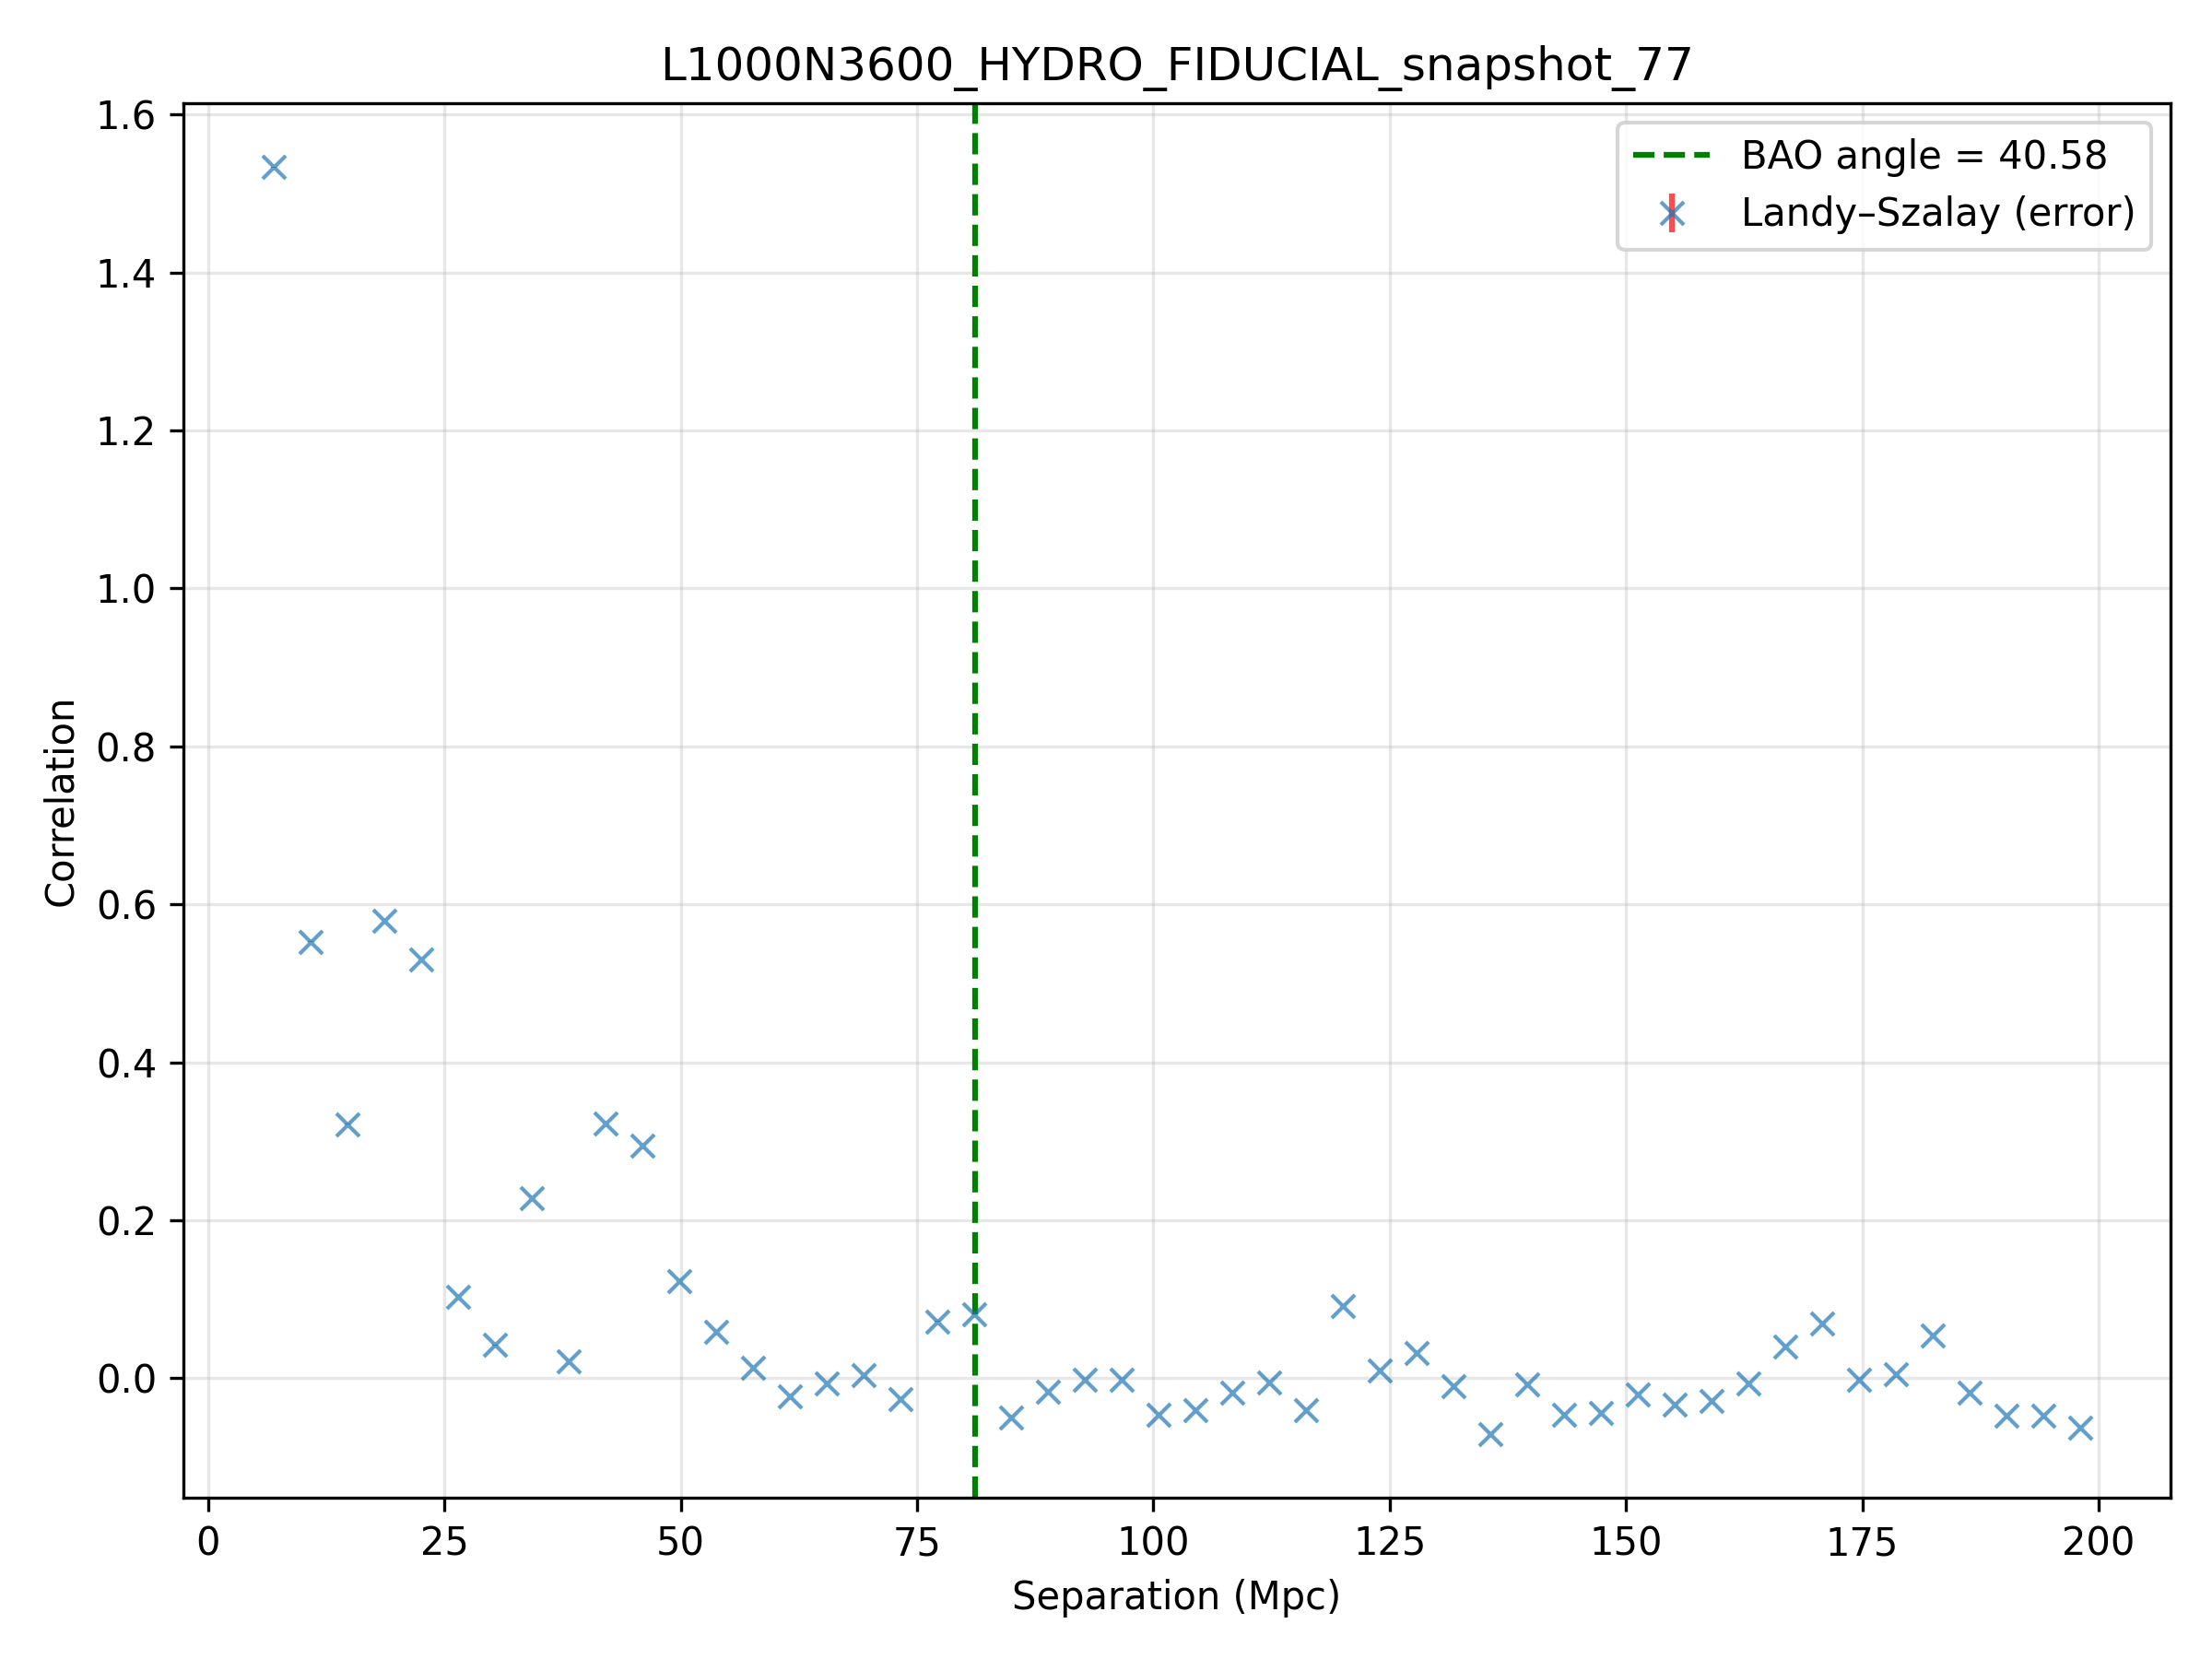 L1000N3600_HYDRO_FIDUCIAL_snapshot_77
BAO angle = 40.58
Landy–Szalay (error)
Correlation
1.6
1.4
1.2
1.0
0.8
0.6
0.4
0.2
0.0
0 25 50 75 100 125 150 175 200
Separation (Mpc)